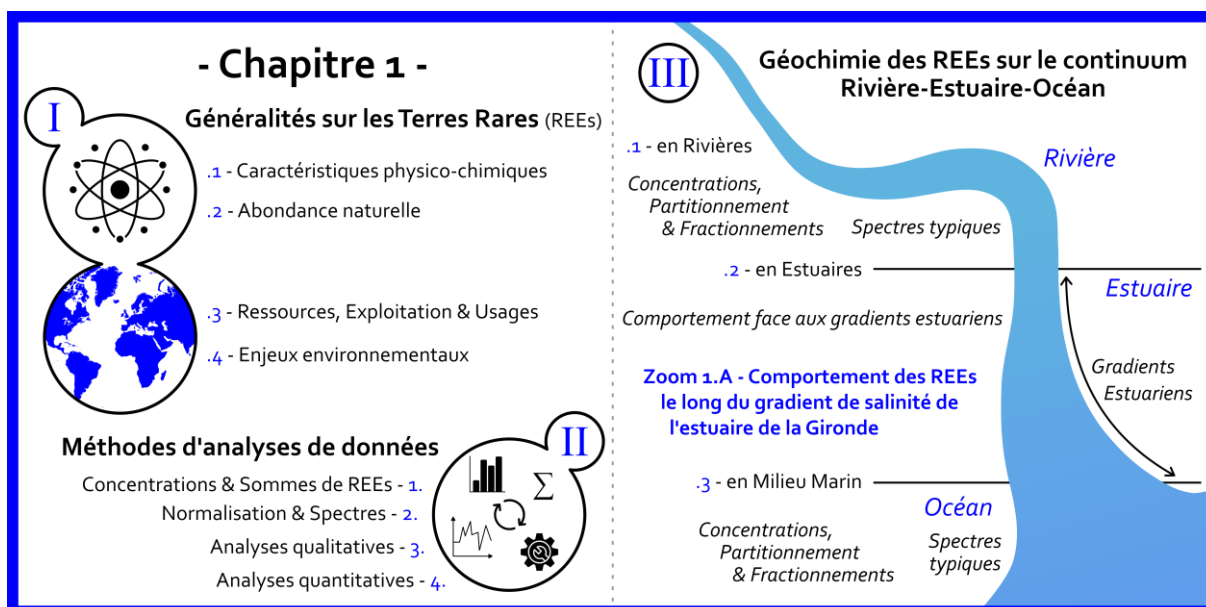 - Chapitre 1 -
I
Généralités sur les Terres Rares (REEs)
.1 - Caractéristiques physico-chimiques
.2 - Abondance naturelle
.3 - Ressources, Exploitation & Usages
.4 - Enjeux environnementaux
Méthodes d'analyses de données
II
Concentrations & Sommes de REEs - 1.
Normalisation & Spectres - 2.
Analyses qualitatives - 3.
Analyses quantitatives - 4.
Σ
III
Géochimie des REEs sur le continuum
Rivière-Estuaire-Océan
.1 - en Rivières
Rivière
Concentrations,
Partitionnement
& Fractionnements
Spectres typiques
.2 - en Estuaires
Estuaire
Comportement face aux gradients estuariens
Gradients
Estuariens
Zoom 1.A - Comportement des REEs
le long du gradient de salinité de
l'estuaire de la Gironde
.3 - en Milieu Marin
Océan
Concentrations,
Partitionnement
& Fractionnements
Spectres
typiques